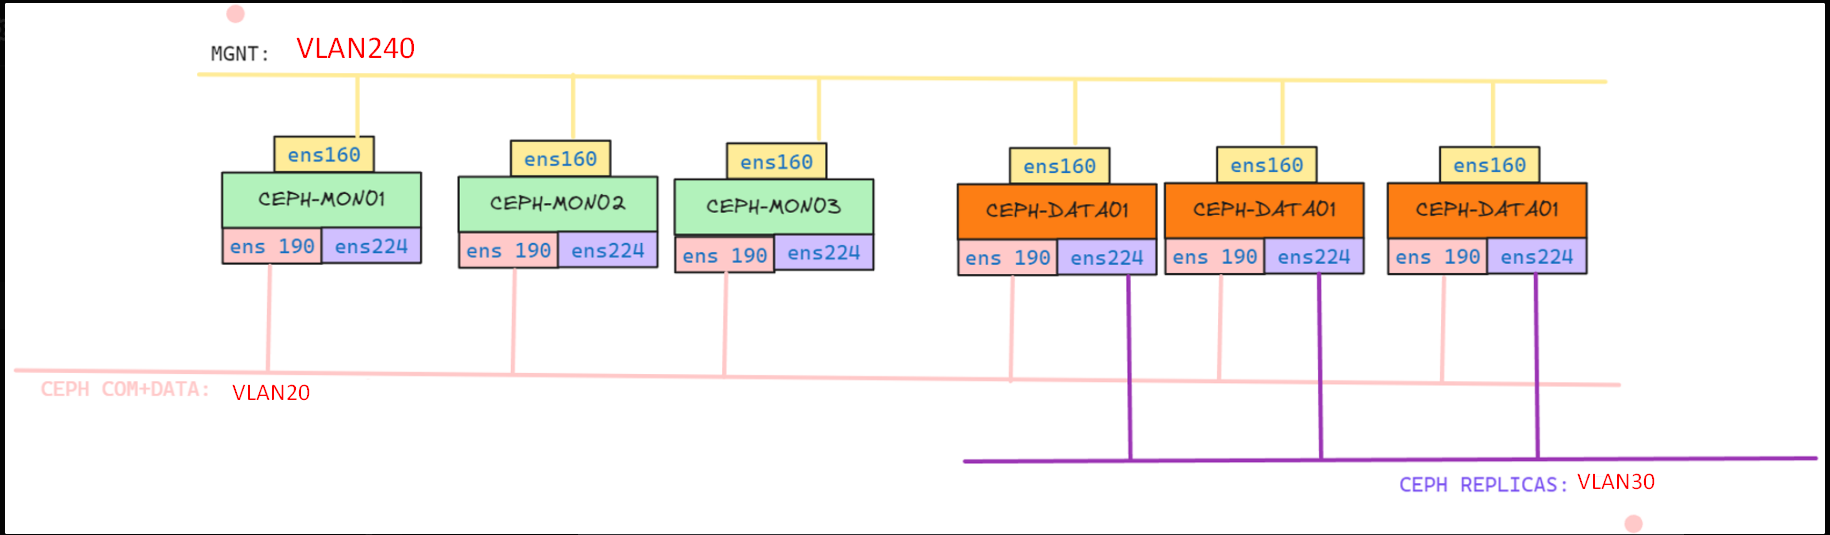 MGNT: VLAN240
ens160
ens160
ens160
ens160
ens160
ens160
CEPH-MON01
CEPH-MON02
CEPH-MON03
CEPH-DATA01
CEPH-DATA01
CEPH-DATA01
ens 190 ens224
ens 190 ens224
ens 190 ens224
ens 190 ens224
ens 190 ens224
ens 190 ens224
CEPH COM+DATA: VLAN20
CEPH REPLICAS: VLAN30